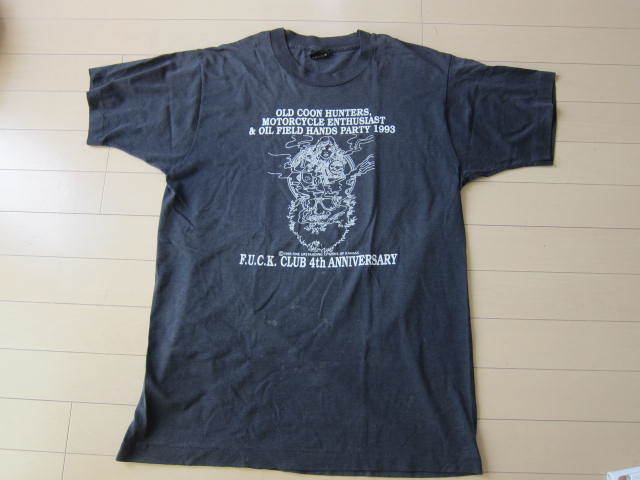 OLD COON HUNTERS,
MOTORCYCLE ENTHUSIAST
& OIL FIELD HANDS PARTY 1993
F.U.C.K. CLUB 4th ANNIVERSARY